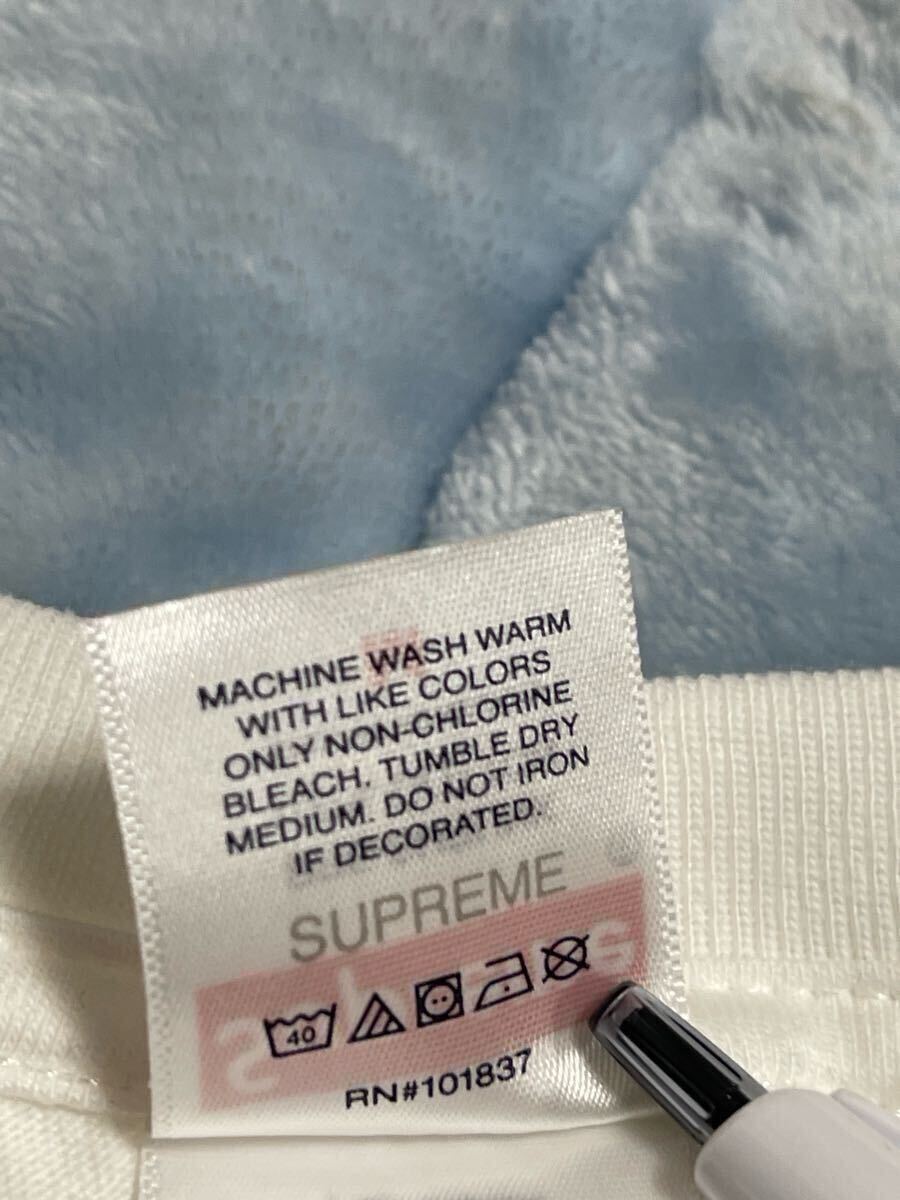 MACHINE WASH WARM
WITH LIKE COLORS
ONLY NON-CHLORINE
BLEACH. TUMBLE DRY
MEDIUM. DO NOT IRON
IF DECORATED.
SUPREME
40
RN#101837